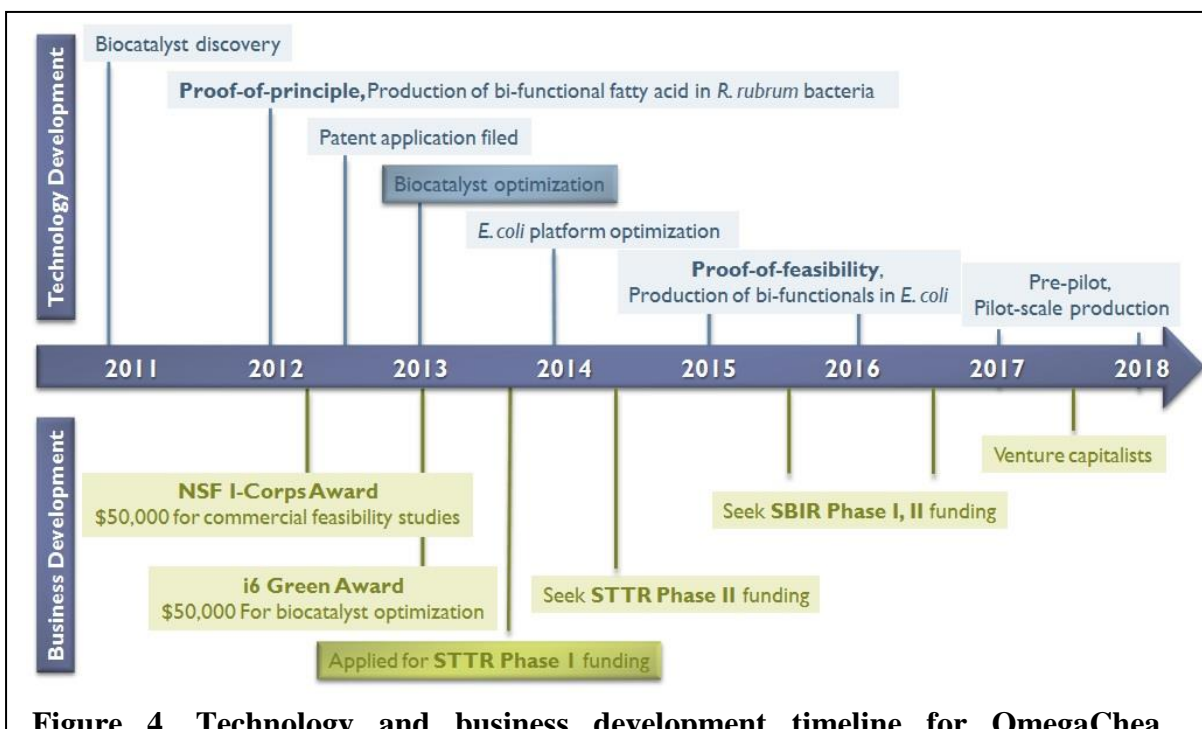 Technology Development
Biocatalyst discovery
Proof-of-principle, Production of bi-functional fatty acid in R. rubrum bacteria
Patent application filed
Biocatalyst optimization
E. coli platform optimization
Proof-of-feasibility,
Production of bi-functionals in E. coli
Pre-pilot,
Pilot-scale production
2011 2012 2013 2014 2015 2016 2017 2018
Business Development
NSF I-Corps Award
$50,000 for commercial feasibility studies
i6 Green Award
$50,000 For biocatalyst optimization
Applied for STTR Phase I funding
Seek STTR Phase II funding
Seek SBIR Phase I, II funding
Venture capitalists
Figure 4. Technology and business development timeline for OmegaChea